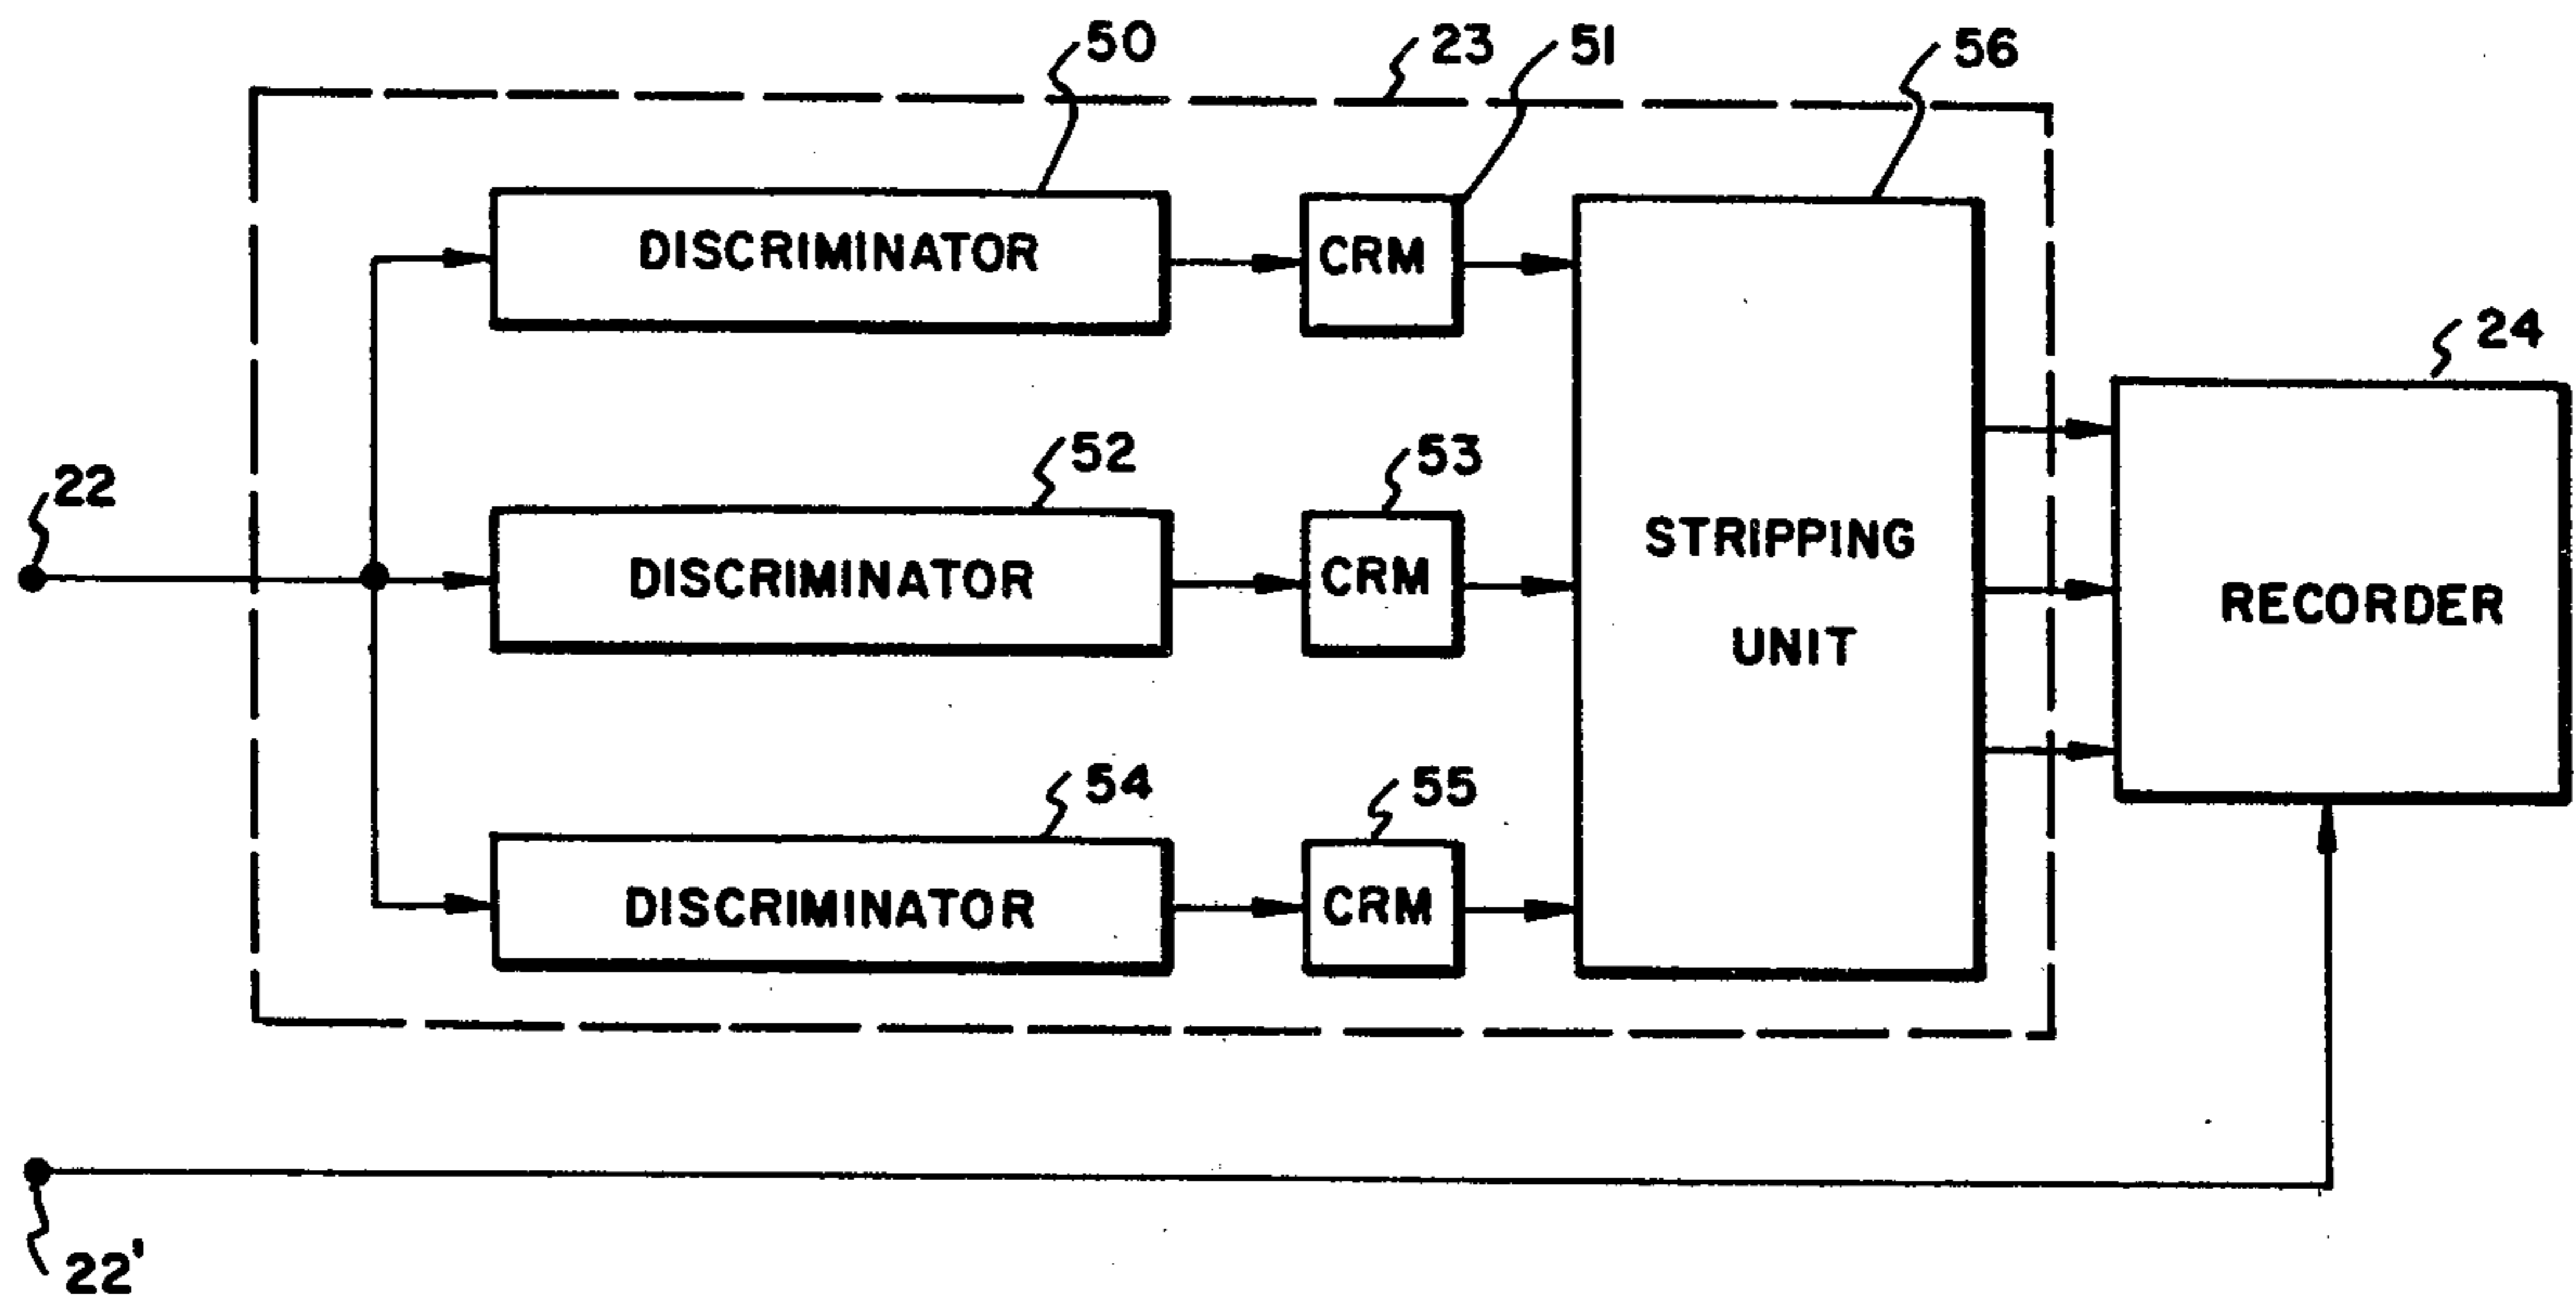 50
23
51
56
DISCRIMINATOR
CRM
24
22
52
53
DISCRIMINATOR
CRM
STRIPPING
UNIT
RECORDER
54
55
DISCRIMINATOR
CRM
22'